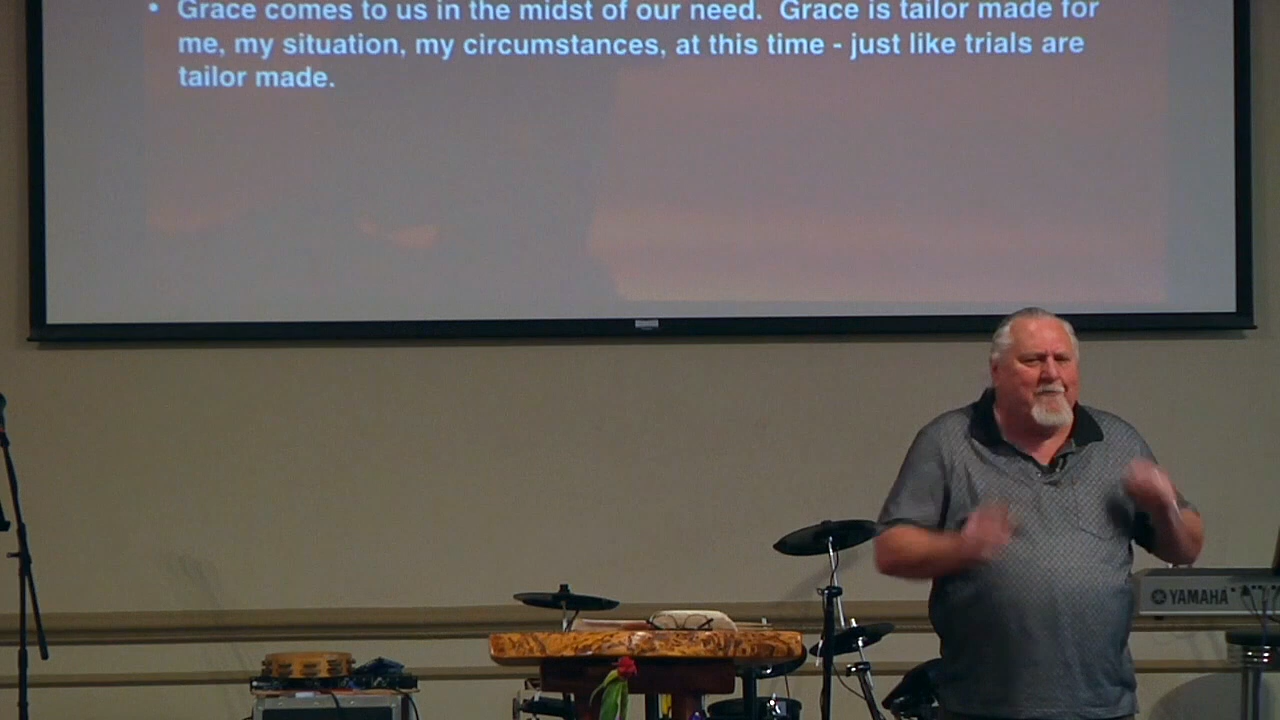 • Grace comes to us in the midst of our need.  Grace is tailor made for
me, my situation, my circumstances, at this time - just like trials are
tailor made.
YAMAHA